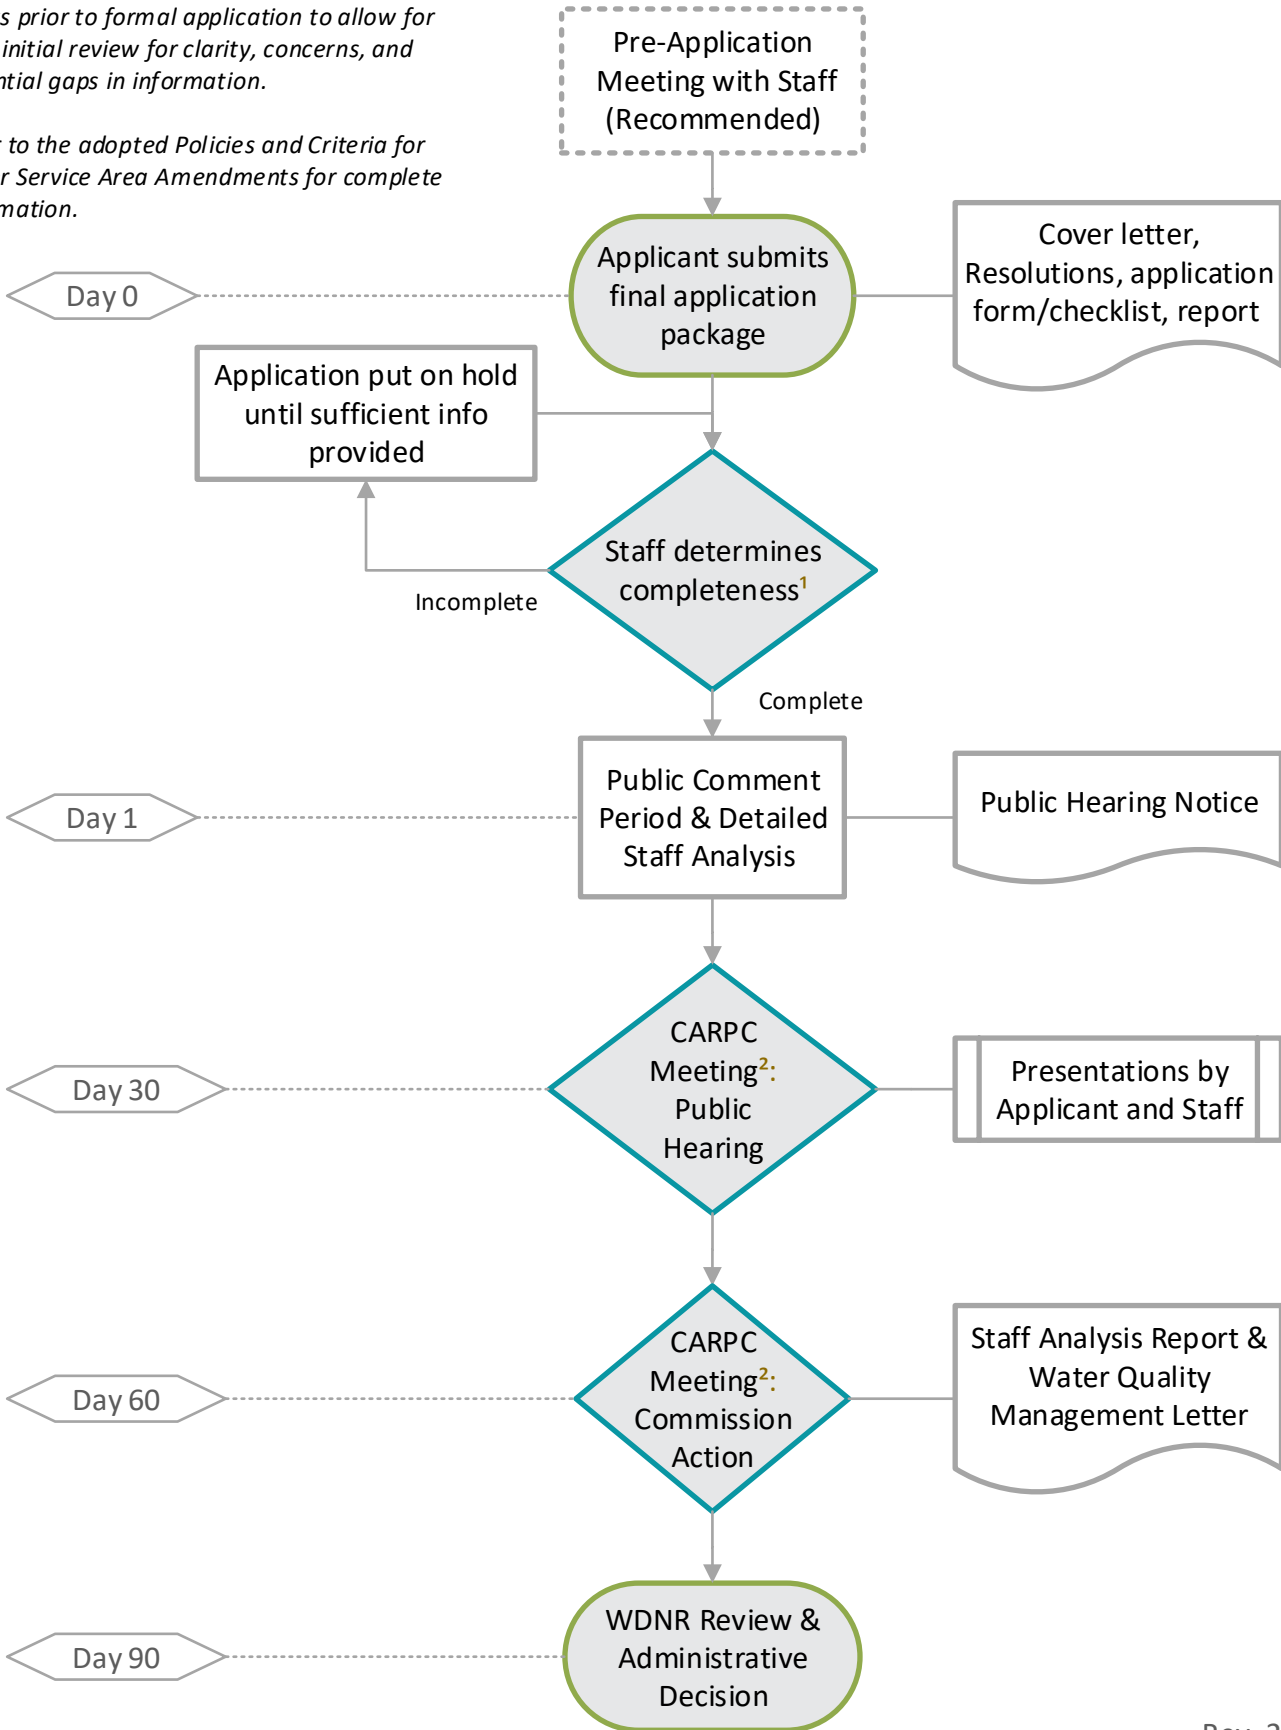 s prior to formal application to allow for
initial review for clarity, concerns, and
ntial gaps in information.
to the adopted Policies and Criteria for
r Service Area Amendments for complete
mation.
Pre-Application
Meeting with Staff
(Recommended)
Day 0
Applicant submits
final application
package
Cover letter,
Resolutions, application
form/checklist, report
Application put on hold
until sufficient info
provided
Staff determines
completeness¹
Incomplete
Complete
Day 1
Public Comment
Period & Detailed
Staff Analysis
Public Hearing Notice
Day 30
CARPC
Meeting²:
Public
Hearing
Presentations by
Applicant and Staff
Day 60
CARPC
Meeting²:
Commission
Action
Staff Analysis Report &
Water Quality
Management Letter
Day 90
WDNR Review &
Administrative
Decision